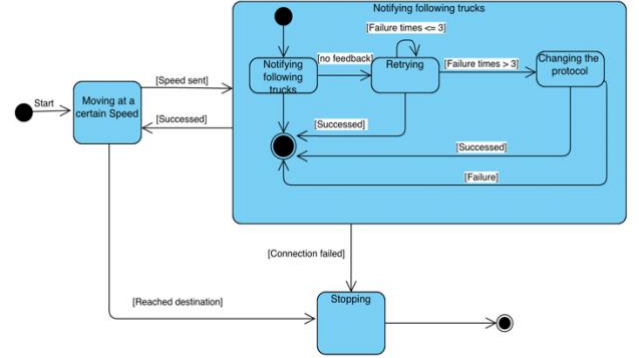 Notifying following trucks
[Failure times <= 3]
Notifying
following
trucks
[no feedback]
Retrying
[Failure times > 3]
Changing the
protocol
Start
Moving at a
certain Speed
[Speed sent]
[Successed]
[Successed]
[Successed]
[Failure]
[Connection failed]
Stopping
[Reached destination]